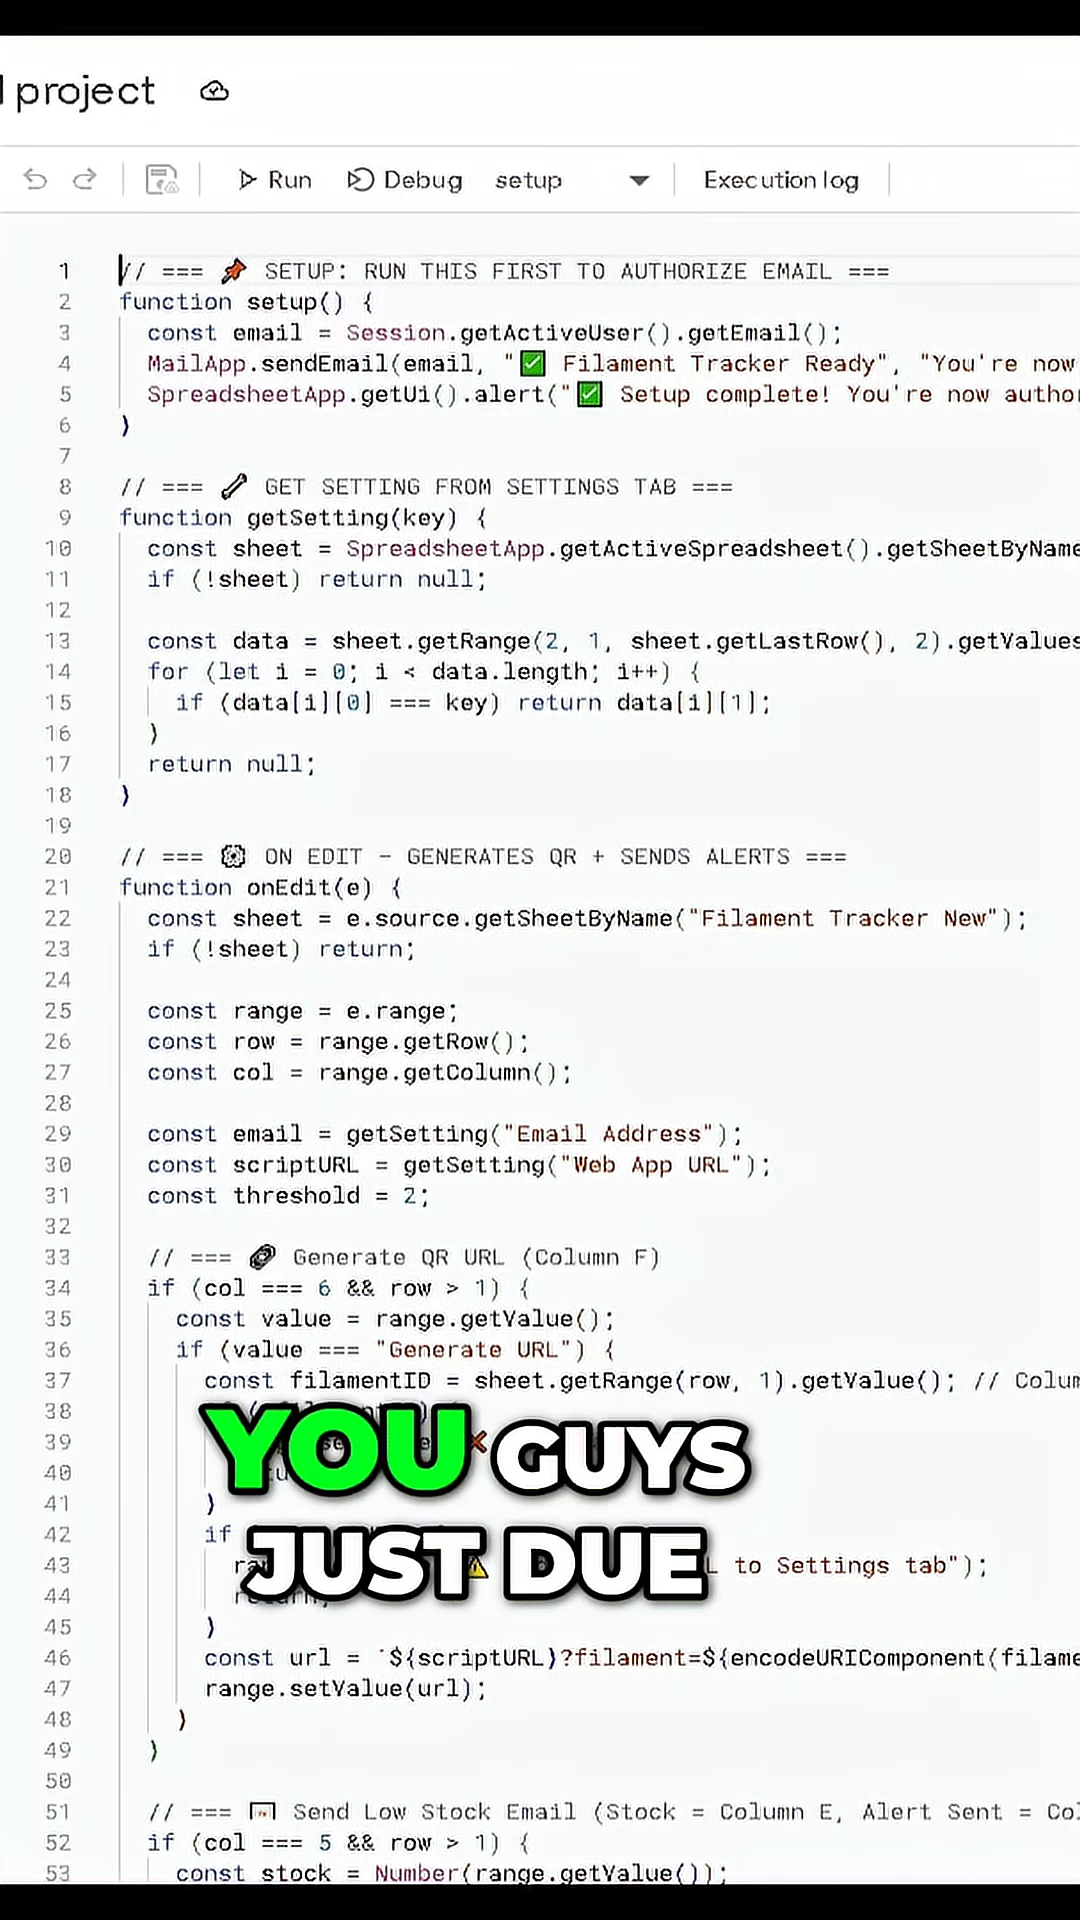 project
Run Debug setup Execution log
1 // === 📌 SETUP: RUN THIS FIRST TO AUTHORIZE EMAIL ===
2 function setup() {
3 const email = Session.getActiveUser().getEmail();
4 MailApp.sendEmail(email, "✅ Filament Tracker Ready", "You're now
5 SpreadsheetApp.getUi().alert("✅ Setup complete! You're now author
6 }
7
8 // === 🔧 GET SETTING FROM SETTINGS TAB ===
9 function getSetting(key) {
10 const sheet = SpreadsheetApp.getActiveSpreadsheet().getSheetByName
11 if (!sheet) return null;
12
13 const data = sheet.getRange(2, 1, sheet.getLastRow(), 2).getValues
14 for (let i = 0; i < data.length; i++) {
15 if (data[i][0] === key) return data[i][1];
16 }
17 return null;
18 }
19
20 // === ⚙️ ON EDIT - GENERATES QR + SENDS ALERTS ===
21 function onEdit(e) {
22 const sheet = e.source.getSheetByName("Filament Tracker New");
23 if (!sheet) return;
24
25 const range = e.range;
26 const row = range.getRow();
27 const col = range.getColumn();
28
29 const email = getSetting("Email Address");
30 const scriptURL = getSetting("Web App URL");
31 const threshold = 2;
32
33 // === 🔗 Generate QR URL (Column F)
34 if (col === 6 && row > 1) {
35 const value = range.getValue();
36 if (value === "Generate URL") {
37 const filamentID = sheet.getRange(row, 1).getValue(); // Colum
38
39
40
YOU GUYS
41 }
42 if
43 to Settings tab");
44
JUST DUE
45 }
46 const url = `${scriptURL}?filament=${encodeURIComponent(filame
47 range.setValue(url);
48 }
49 }
50
51 // === Send Low Stock Email (Stock = Column E, Alert Sent = Col
52 if (col === 5 && row > 1) {
53 const stock = Number(range.getValue());